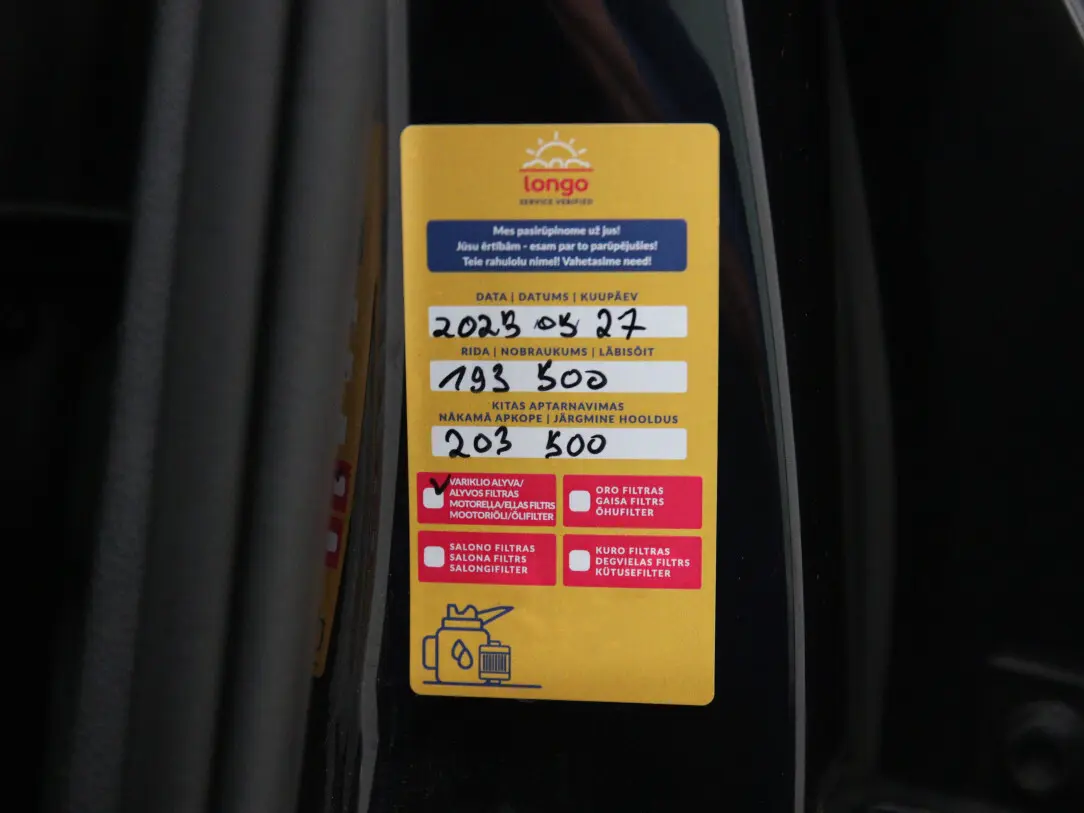 longo
SERVICE VERIFIED
Mes pasirūpinome už jus!
Jūsu ērtībām - esam par to parūpējušies!
Teie rahulolu nimel! Vahetasime need!
DATA | DATUMS | KUUPÄEV
2025 05 27
RIDA | NOBRAUKUMS | LÄBISÕIT
193 500
KITAS APTARNAVIMAS
NĀKAMĀ APKOPE | JÄRGMINE HOOLDUS
203 500
VARIKLIO ALYVA/
ALYVOS FILTRAS
MOTOREĻĻA/EĻĻAS FILTRS
MOOTORIÕLI/ÕLIFILTER
ORO FILTRAS
GAISA FILTRS
ÕHUFILTER
SALONO FILTRAS
SALONA FILTRS
SALONGIFILTER
KURO FILTRAS
DEGVIELAS FILTRS
KÜTUSEFILTER